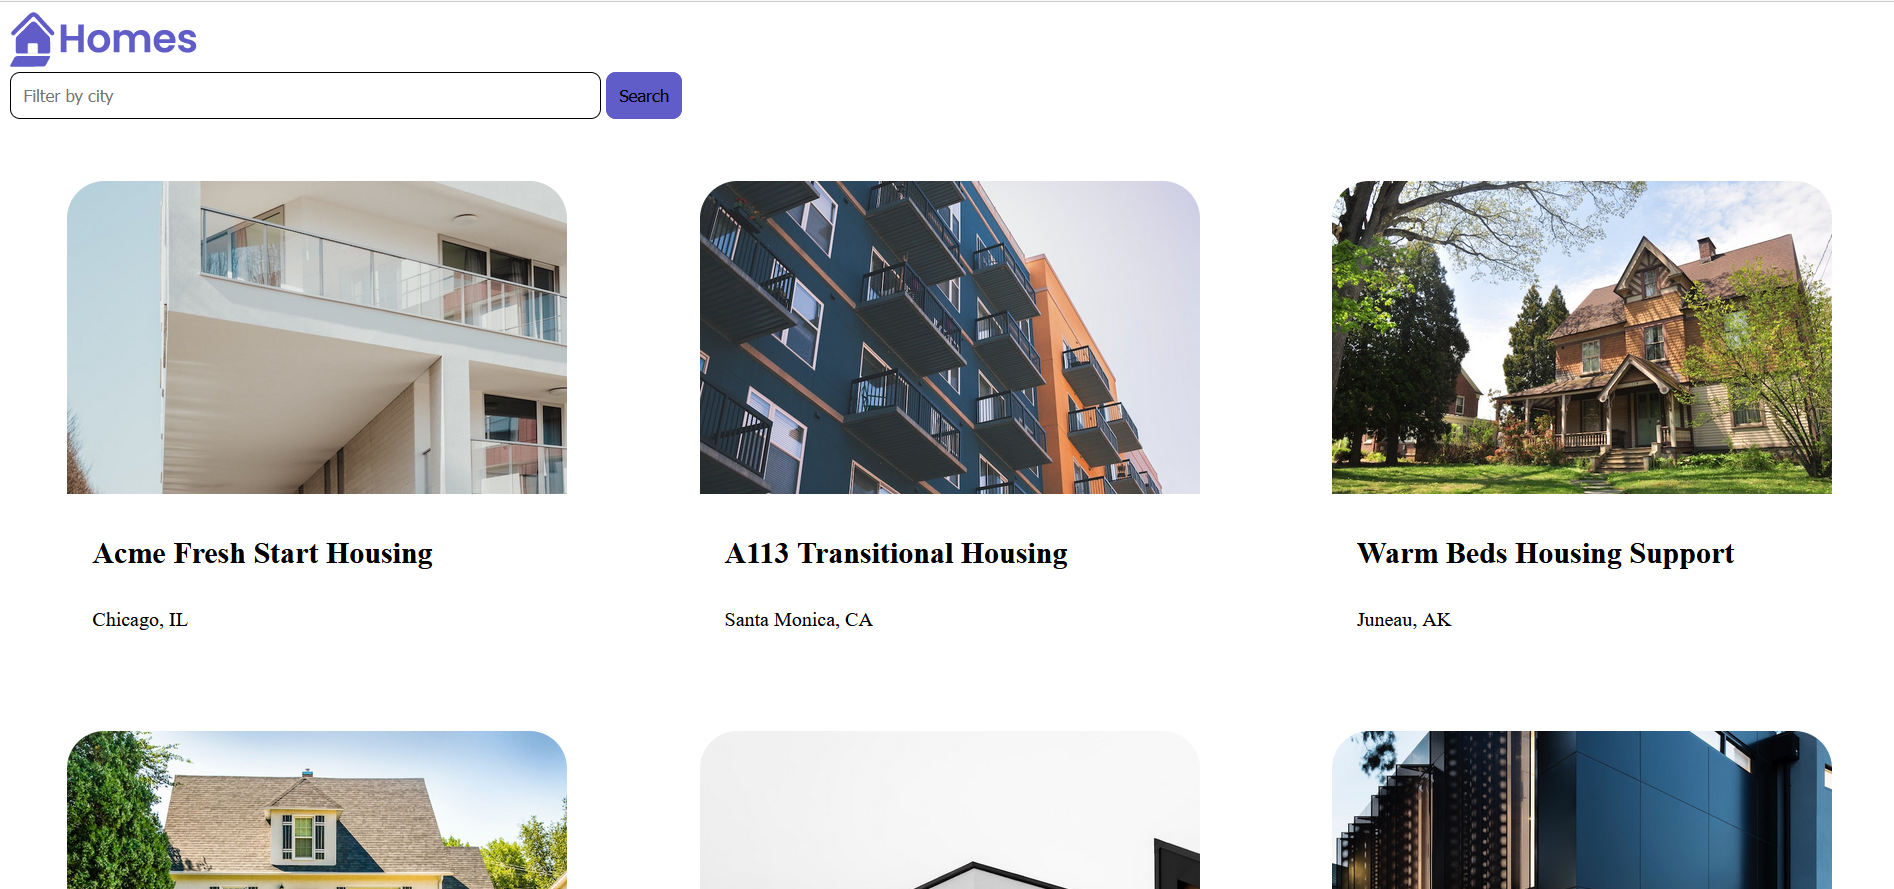 Homes
Filter by city
Search
Acme Fresh Start Housing
A113 Transitional Housing
Warm Beds Housing Support
Chicago, IL
Santa Monica, CA
Juneau, AK